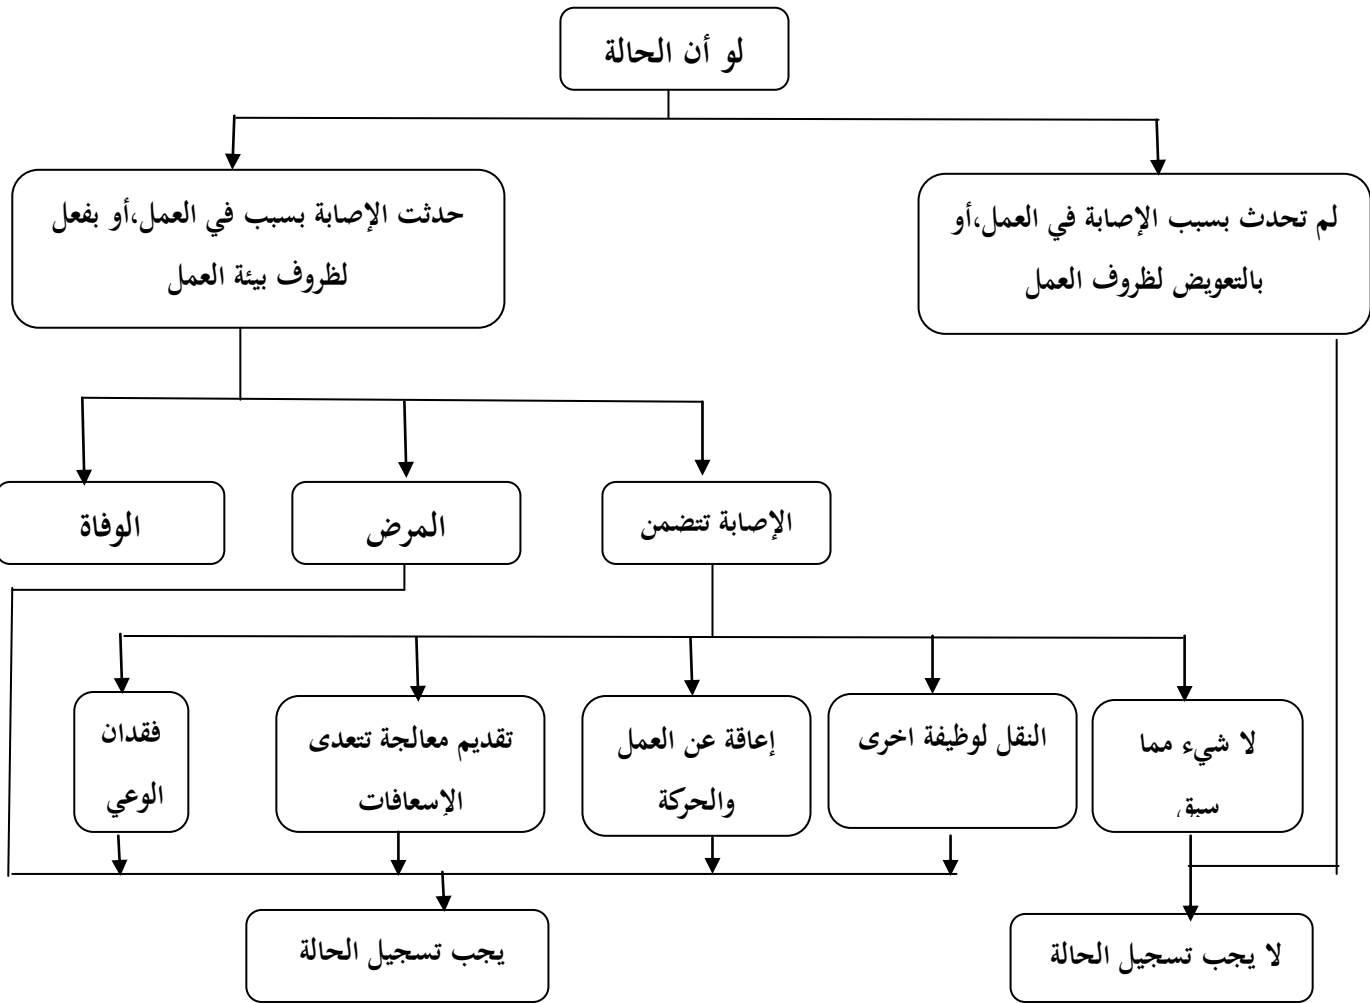 لو أن الحالة
لم تحدث بسبب الإصابة في العمل،أو
بالتعويض لظروف العمل
حدثت الإصابة بسبب في العمل،أو بفعل
لظروف بيئة العمل
الإصابة تتضمن
المرض
الوفاة
لا شيء مما
سبق
النقل لوظيفة اخرى
إعاقة عن العمل
والحركة
تقديم معالجة تتعدى
الإسعافات
فقدان
الوعي
لا يجب تسجيل الحالة
يجب تسجيل الحالة